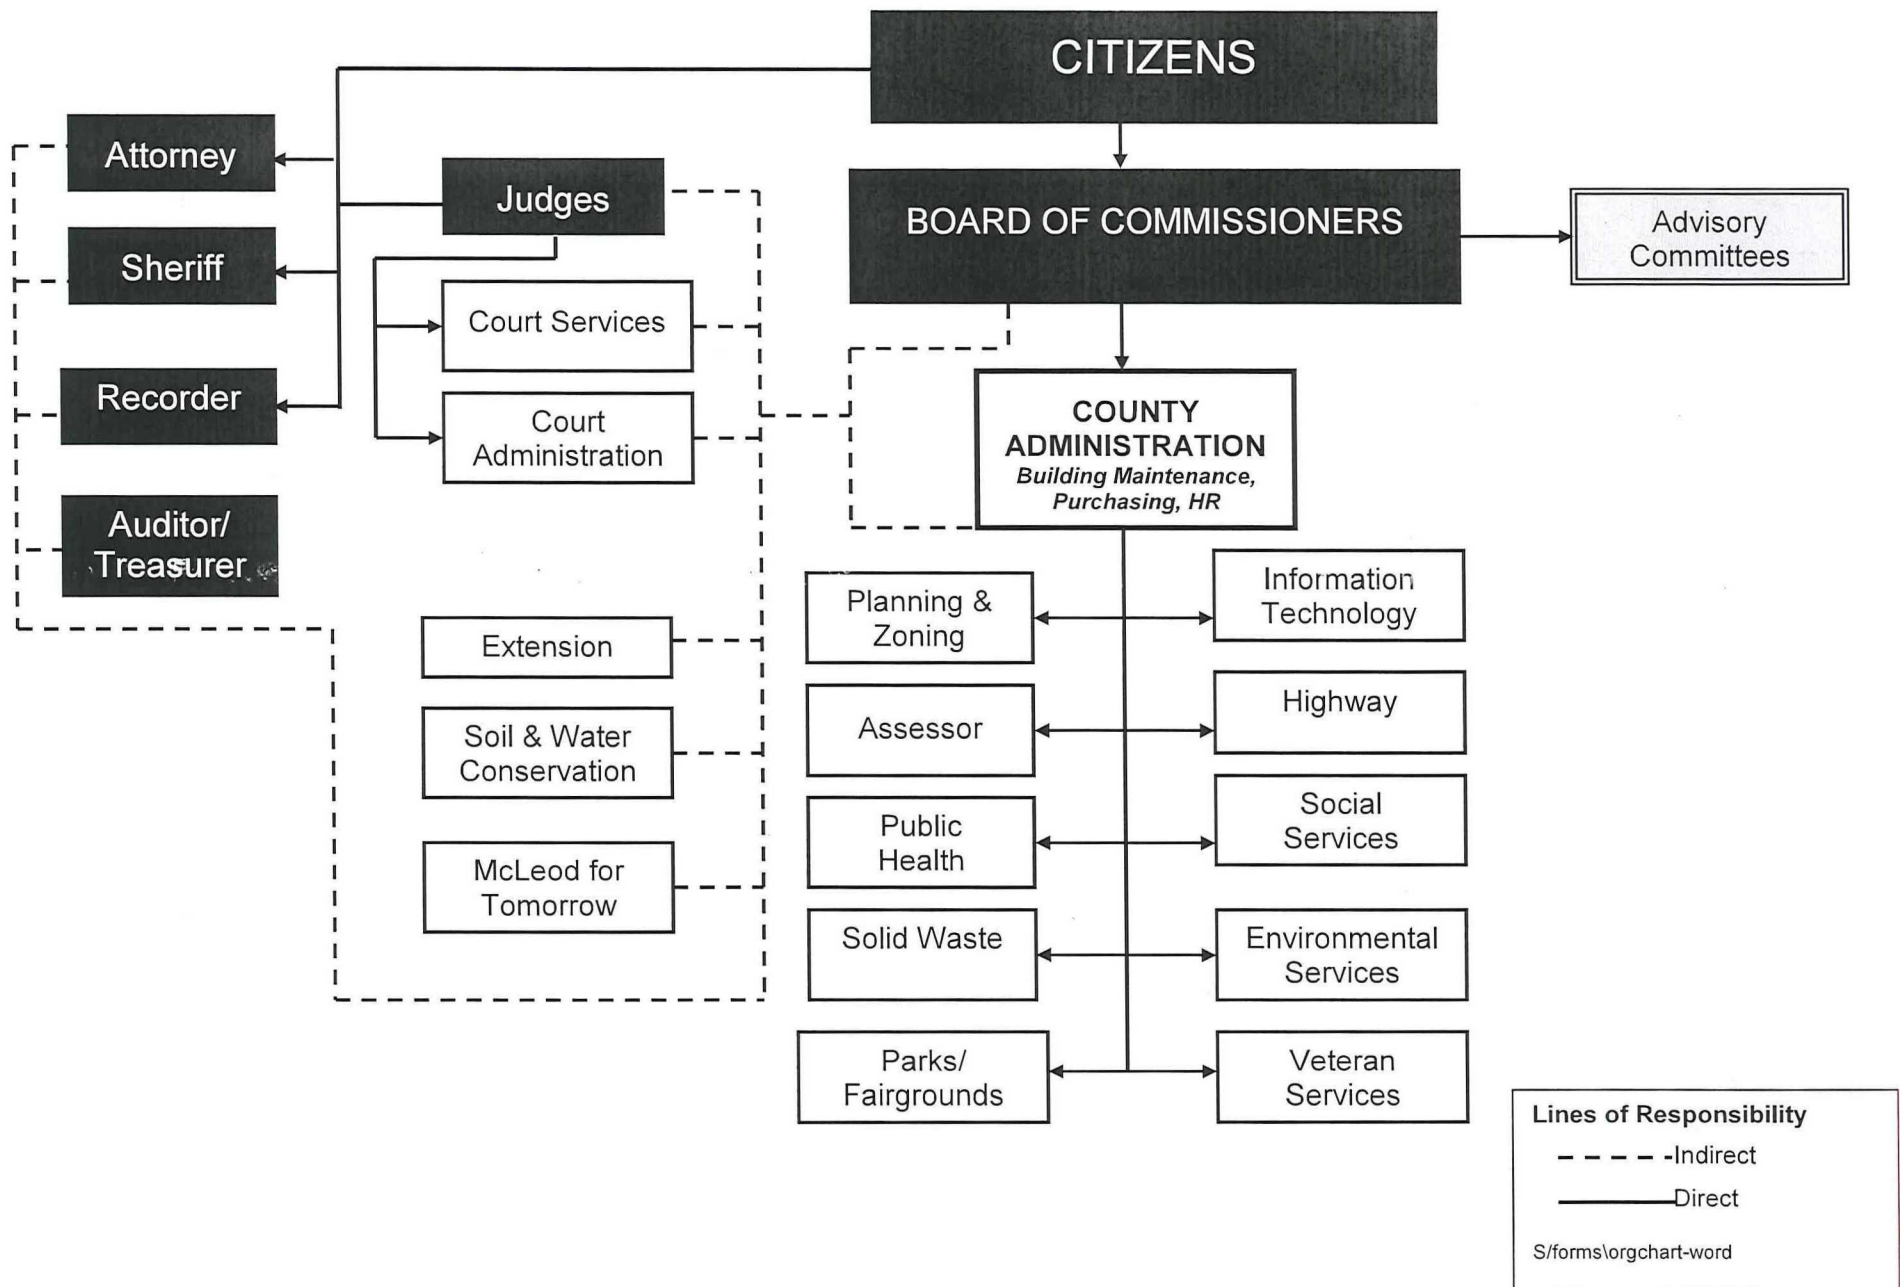 CITIZENS
Attorney
Judges
BOARD OF COMMISSIONERS
Advisory
Committees
Sheriff
Court Services
Recorder
Court
Administration
COUNTY
ADMINISTRATION
Building Maintenance,
Purchasing, HR
Auditor/
Treasurer
Planning &
Zoning
Information
Technology
Extension
Assessor
Highway
Soil & Water
Conservation
Public
Health
Social
Services
McLeod for
Tomorrow
Solid Waste
Environmental
Services
Parks/
Fairgrounds
Veteran
Services
Lines of Responsibility
Indirect
Direct
S/forms\orgchart-word